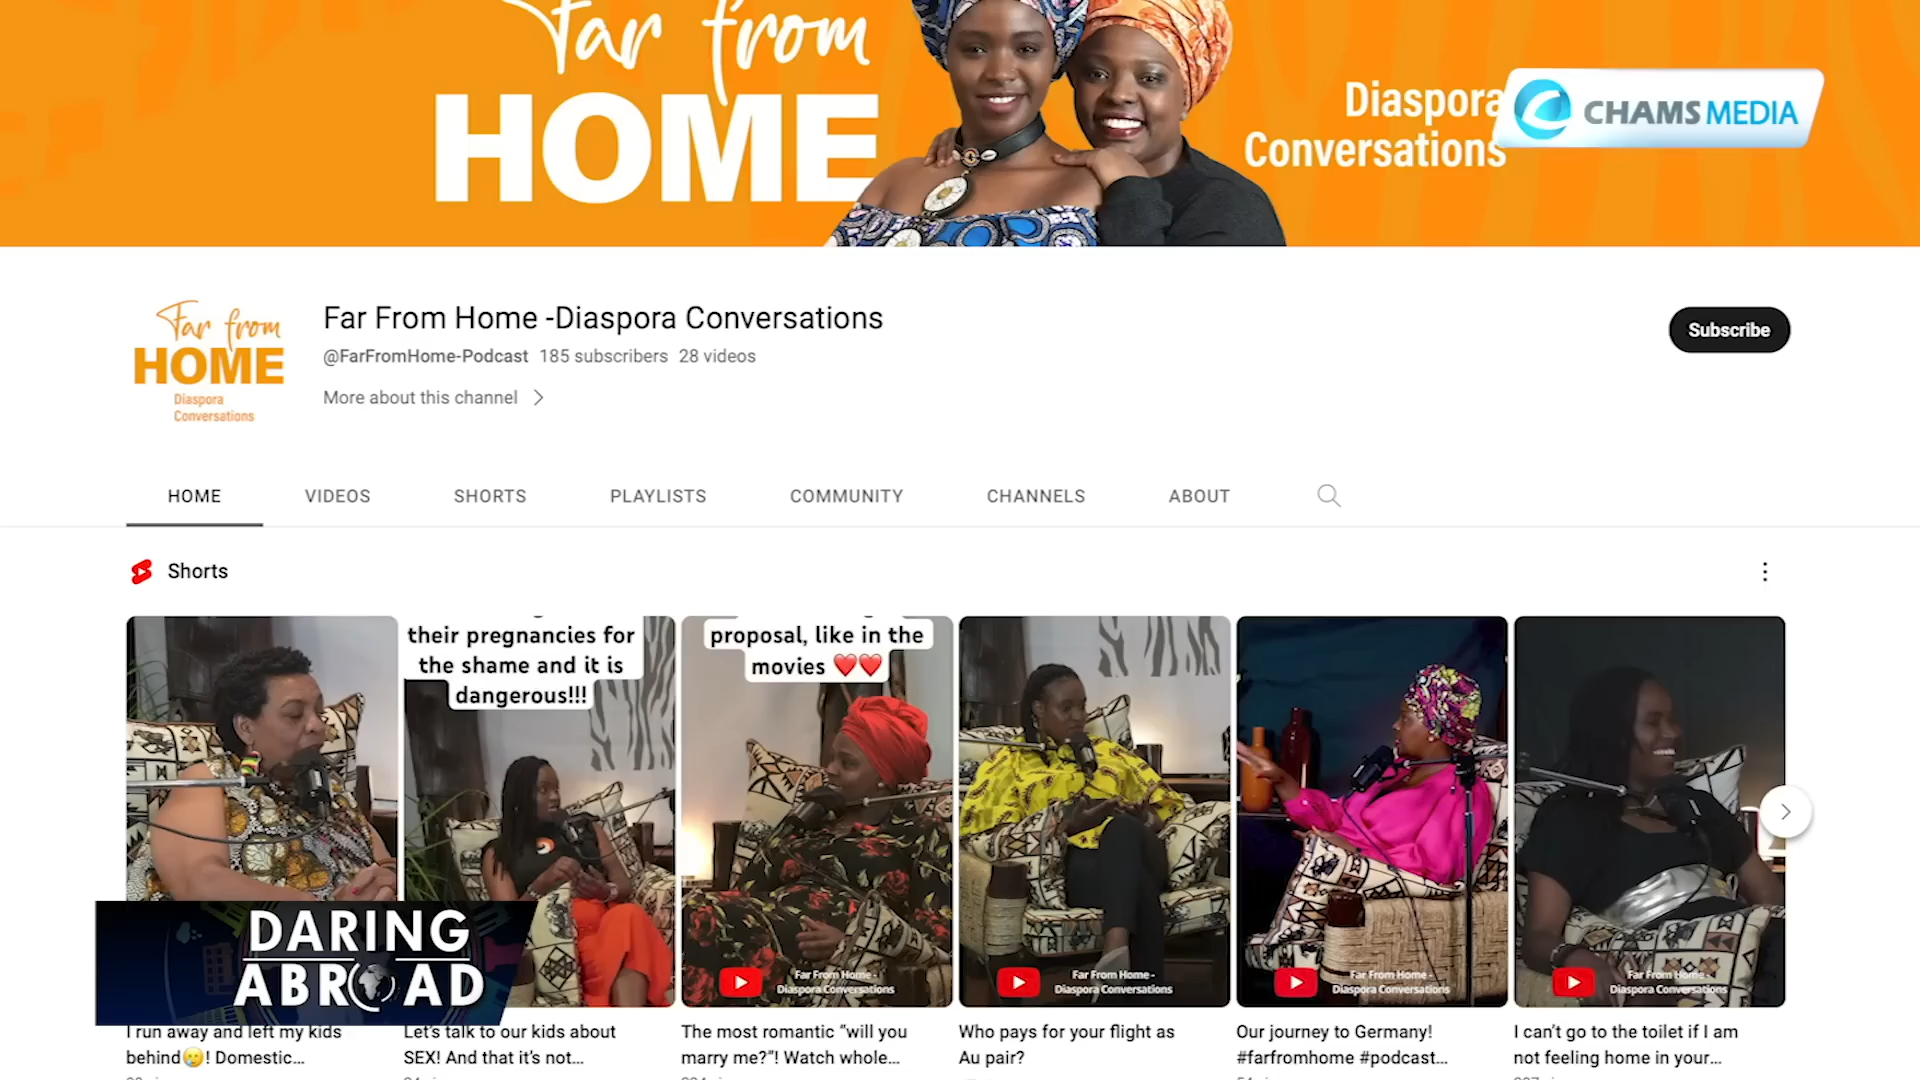 Far from
HOME
Diaspora
Conversations
CHAMS MEDIA
Far from
HOME
Diaspora
Conversations
Far From Home -Diaspora Conversations
@FarFromHome-Podcast 185 subscribers 28 videos
More about this channel
Subscribe
HOME VIDEOS SHORTS PLAYLISTS COMMUNITY CHANNELS ABOUT
Shorts
their pregnancies for
the shame and it is
dangerous!!!
proposal, like in the
movies ❤️❤️
Far From Home -
Diaspora Conversations
Far From Home -
Diaspora Conversations
Far From Home -
Diaspora Conversations
Far From Home -
Diaspora Conversations
DARING
ABROAD
I run away and left my kids
behind🥲! Domestic...
Let's talk to our kids about
SEX! And that it's not...
The most romantic "will you
marry me?"! Watch whole...
Who pays for your flight as
Au pair?
Our journey to Germany!
#farfromhome #podcast...
I can't go to the toilet if I am
not feeling home in your...